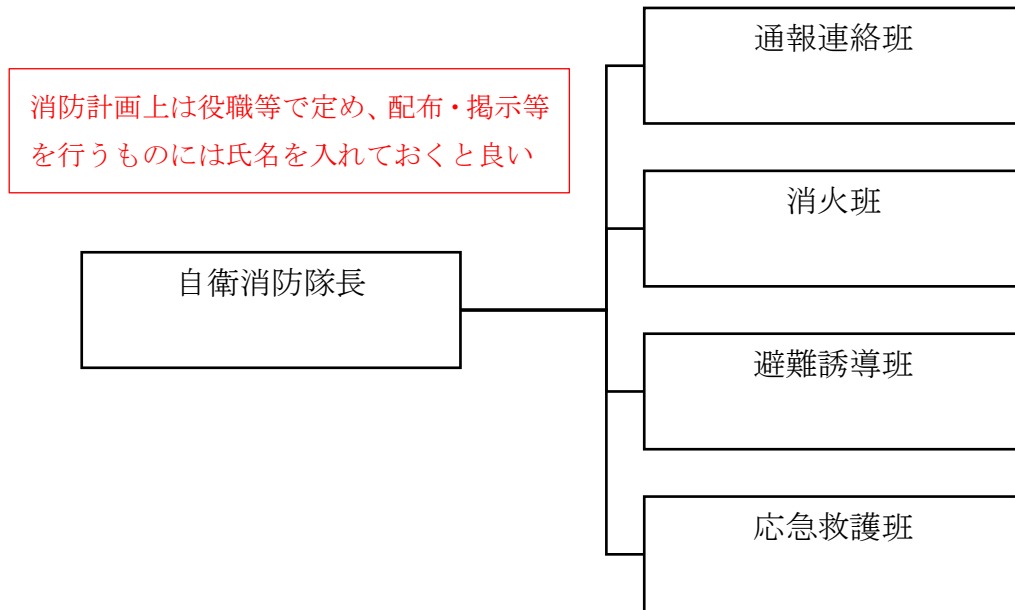 通報連絡班
消防計画上は役職等で定め、配布・掲示等
を行うものには氏名を入れておくと良い
消火班
自衛消防隊長
避難誘導班
応急救護班